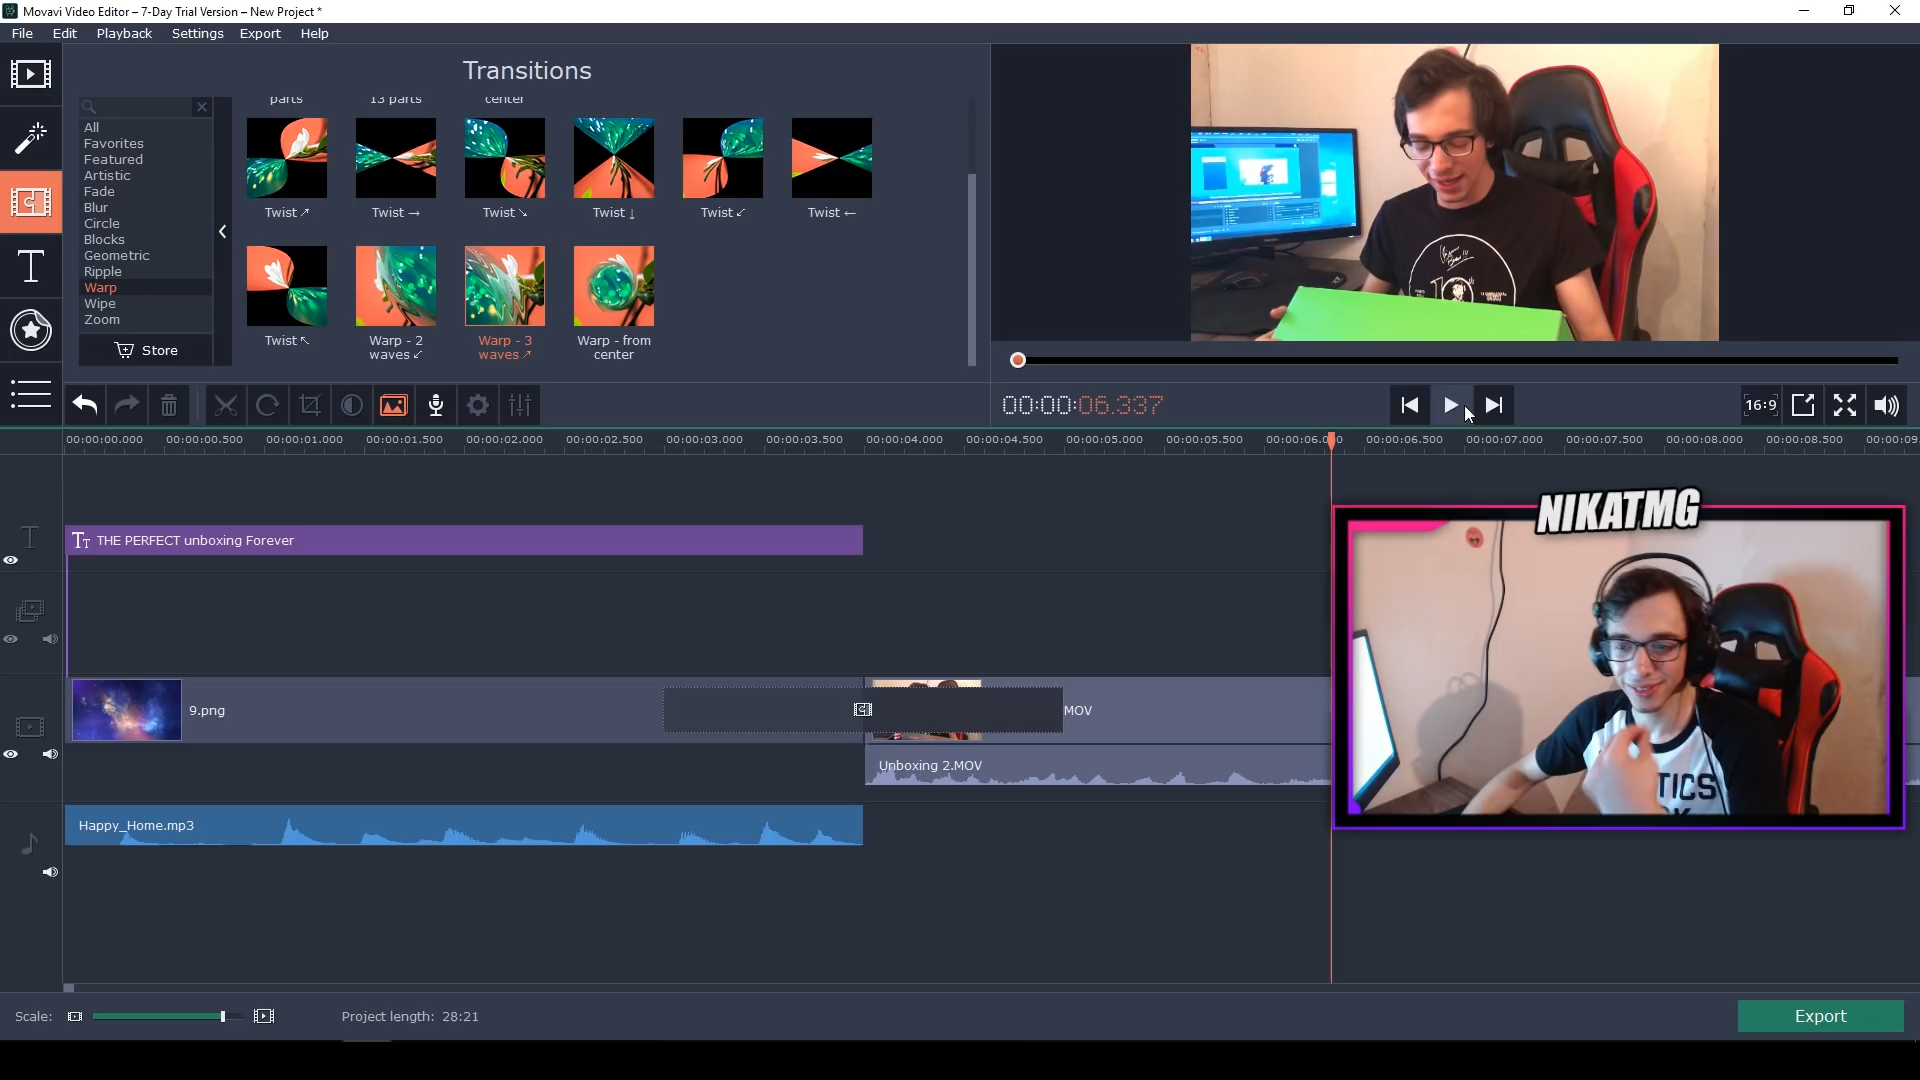 Movavi Video Editor – 7-Day Trial Version – New Project *
File Edit Playback Settings Export Help
Transitions
All
Favorites
Featured
Artistic
Fade
Blur
Circle
Blocks
Geometric
Ripple
Warp
Wipe
Zoom
Store
parts 13 parts center
Twist ↗ Twist → Twist ↘ Twist ↓ Twist ↙ Twist ←
Twist ↖ Warp - 2 waves ↙ Warp - 3 waves ↗ Warp - from center
00:00:06.337
16:9
00:00:00.000 00:00:00.500 00:00:01.000 00:00:01.500 00:00:02.000 00:00:02.500 00:00:03.000 00:00:03.500 00:00:04.000 00:00:04.500 00:00:05.000 00:00:05.500 00:00:06.0 00:00:06.500 00:00:07.000 00:00:07.500 00:00:08.000 00:00:08.500 00:00:09.
NIKATMG
THE PERFECT unboxing Forever
9.png
MOV
Unboxing 2.MOV
TICS
Happy_Home.mp3
Scale:
Project length: 28:21
Export